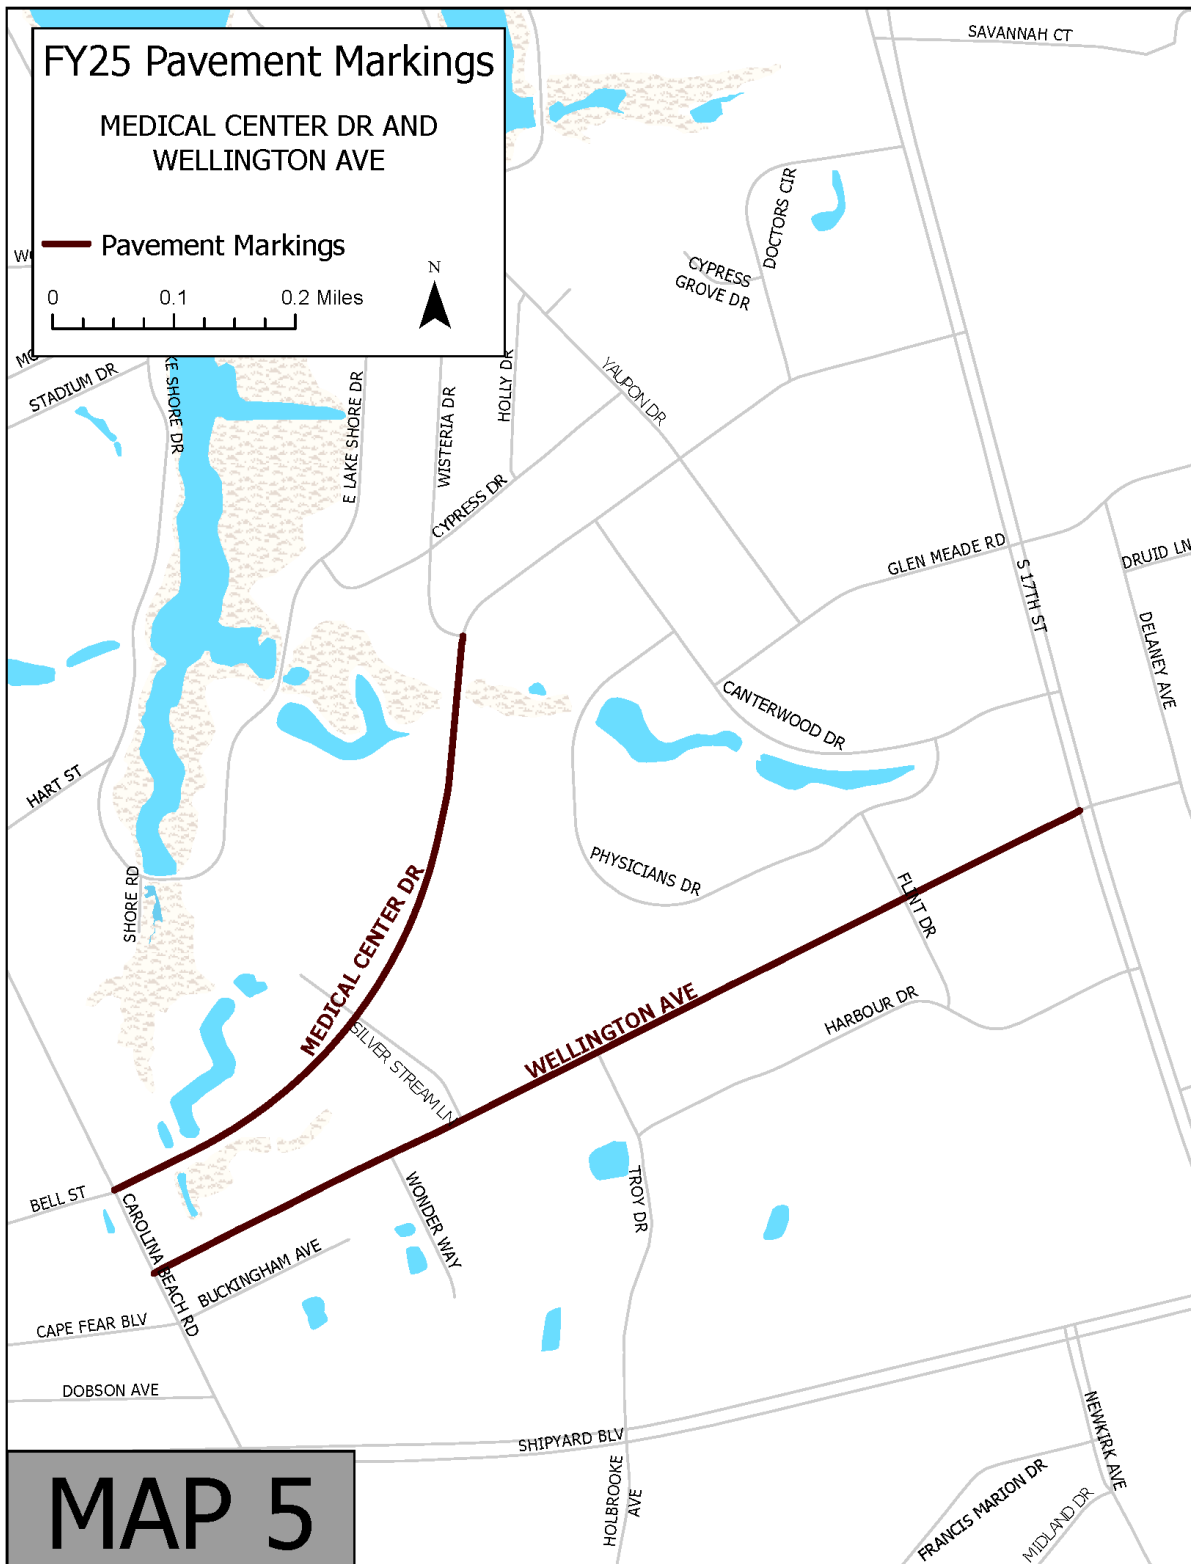 FY25 Pavement Markings
MEDICAL CENTER DR AND
WELLINGTON AVE
Pavement Markings
N
0 0.1 0.2 Miles
SAVANNAH CT
DOCTORS CIR
CYPRESS
GROVE DR
STADIUM DR
SHORE DR
E LAKE SHORE DR
WISTERIA DR
HOLLY DR
YAUPON DR
CYPRESS DR
GLEN MEADE RD
S 17TH ST
DRUID LN
DELANEY AVE
CANTERWOOD DR
HART ST
SHORE RD
PHYSICIANS DR
FLINT DR
MEDICAL CENTER DR
WELLINGTON AVE
HARBOUR DR
SILVER STREAM LN
BELL ST
CAROLINA BEACH RD
WONDER WAY
TROY DR
BUCKINGHAM AVE
CAPE FEAR BLV
DOBSON AVE
SHIPYARD BLV
HOLBROOKE
AVE
NEWKIRK AVE
FRANCIS MARION DR
MIDLAND DR
MAP 5